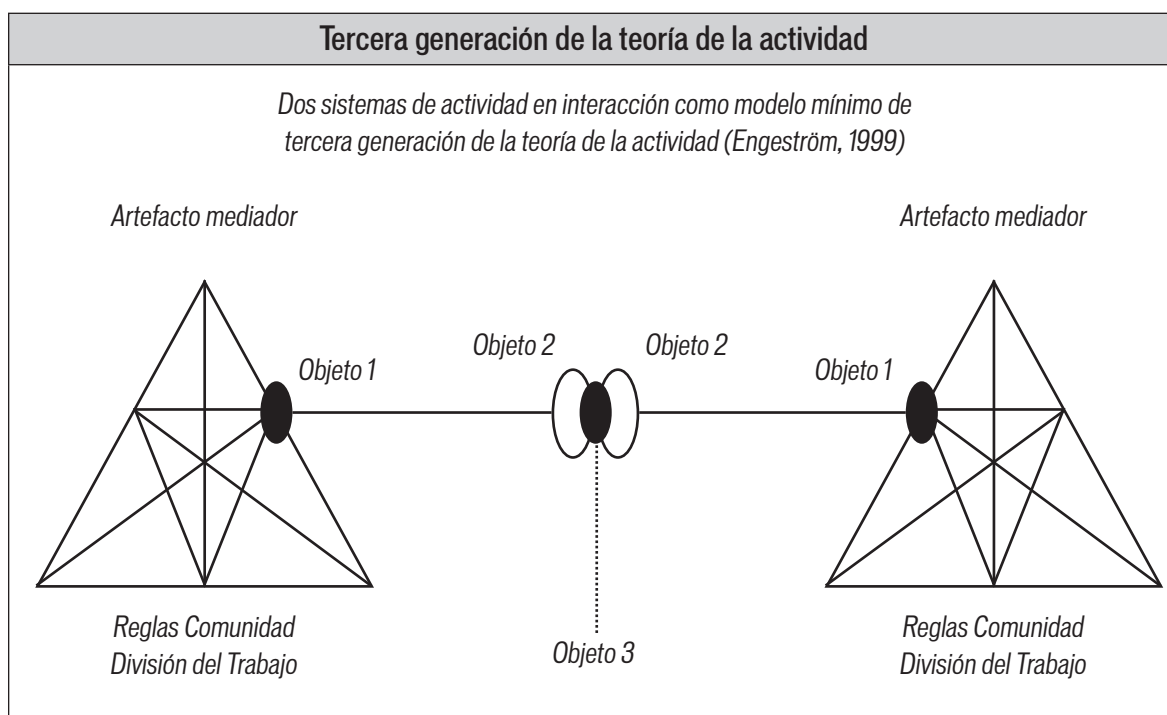 Tercera generación de la teoría de la actividad
Dos sistemas de actividad en interacción como modelo mínimo de
tercera generación de la teoría de la actividad (Engeström, 1999)
Artefacto mediador
Artefacto mediador
Objeto 1
Objeto 2
Objeto 2
Objeto 1
Reglas Comunidad
División del Trabajo
Objeto 3
Reglas Comunidad
División del Trabajo